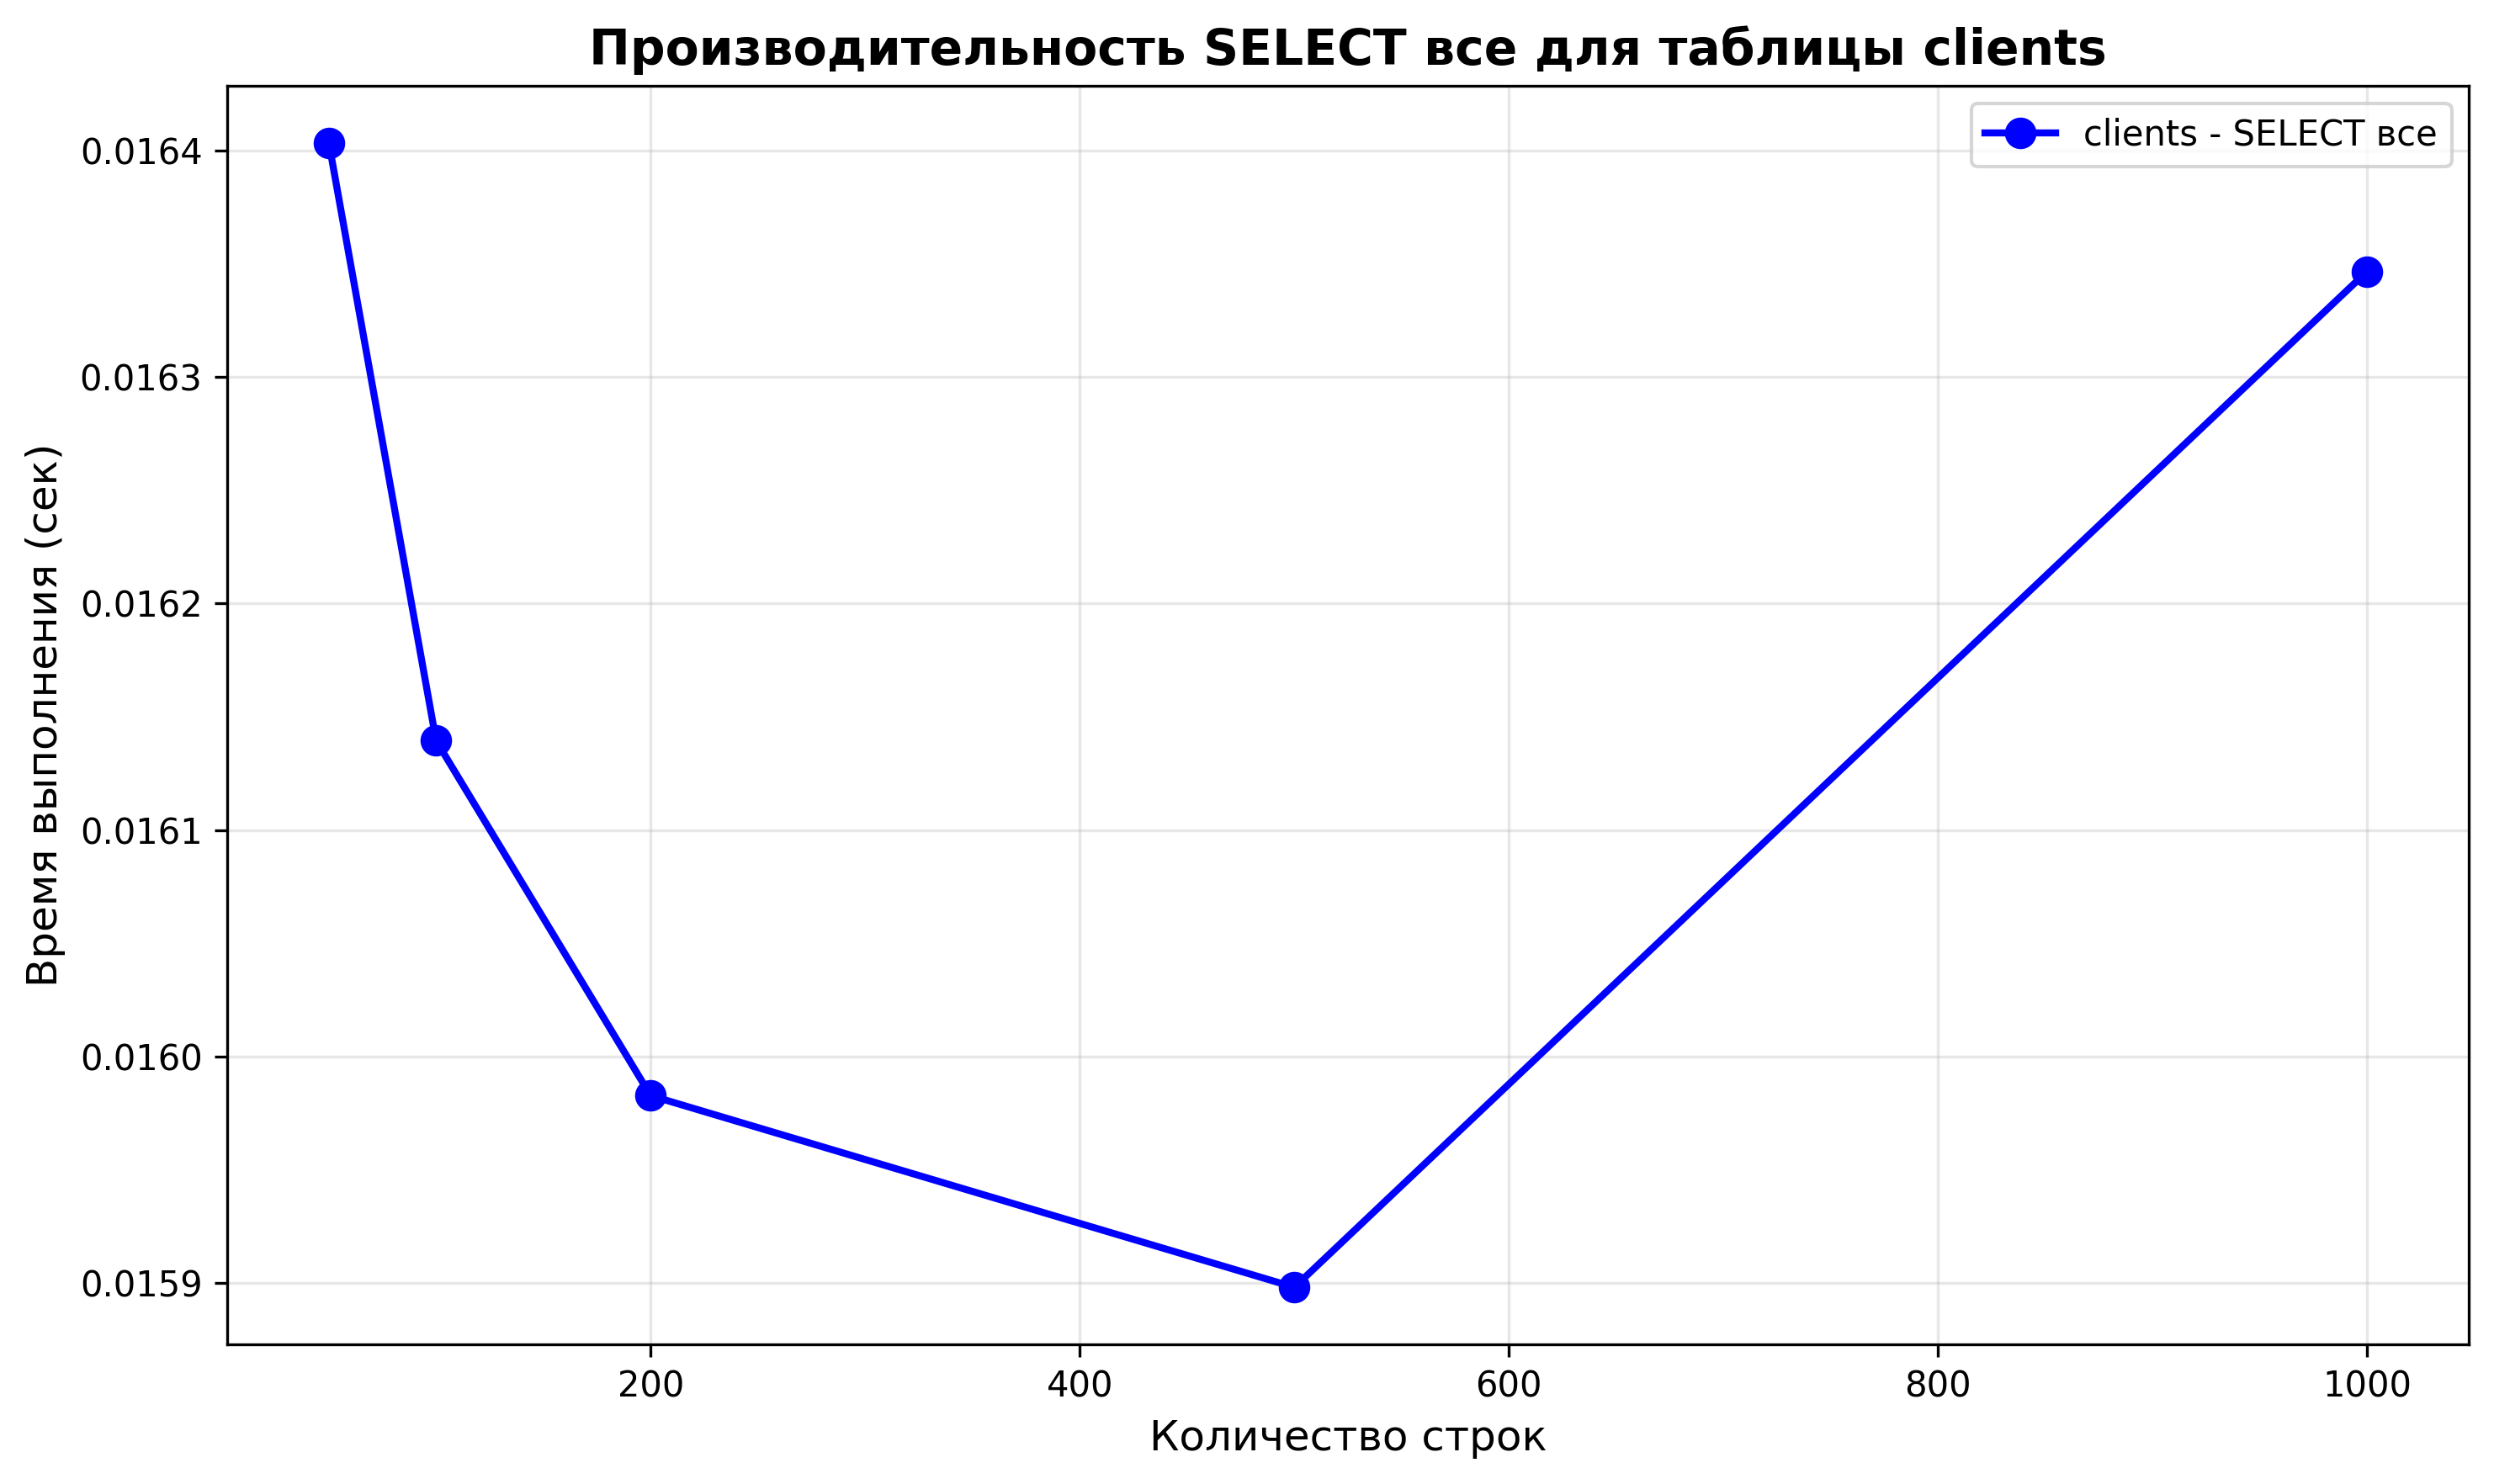 Производительность SELECT все для таблицы clients
clients - SELECT все
Время выполнения (сек)
0.0164
0.0163
0.0162
0.0161
0.0160
0.0159
200
400
600
800
1000
Количество строк